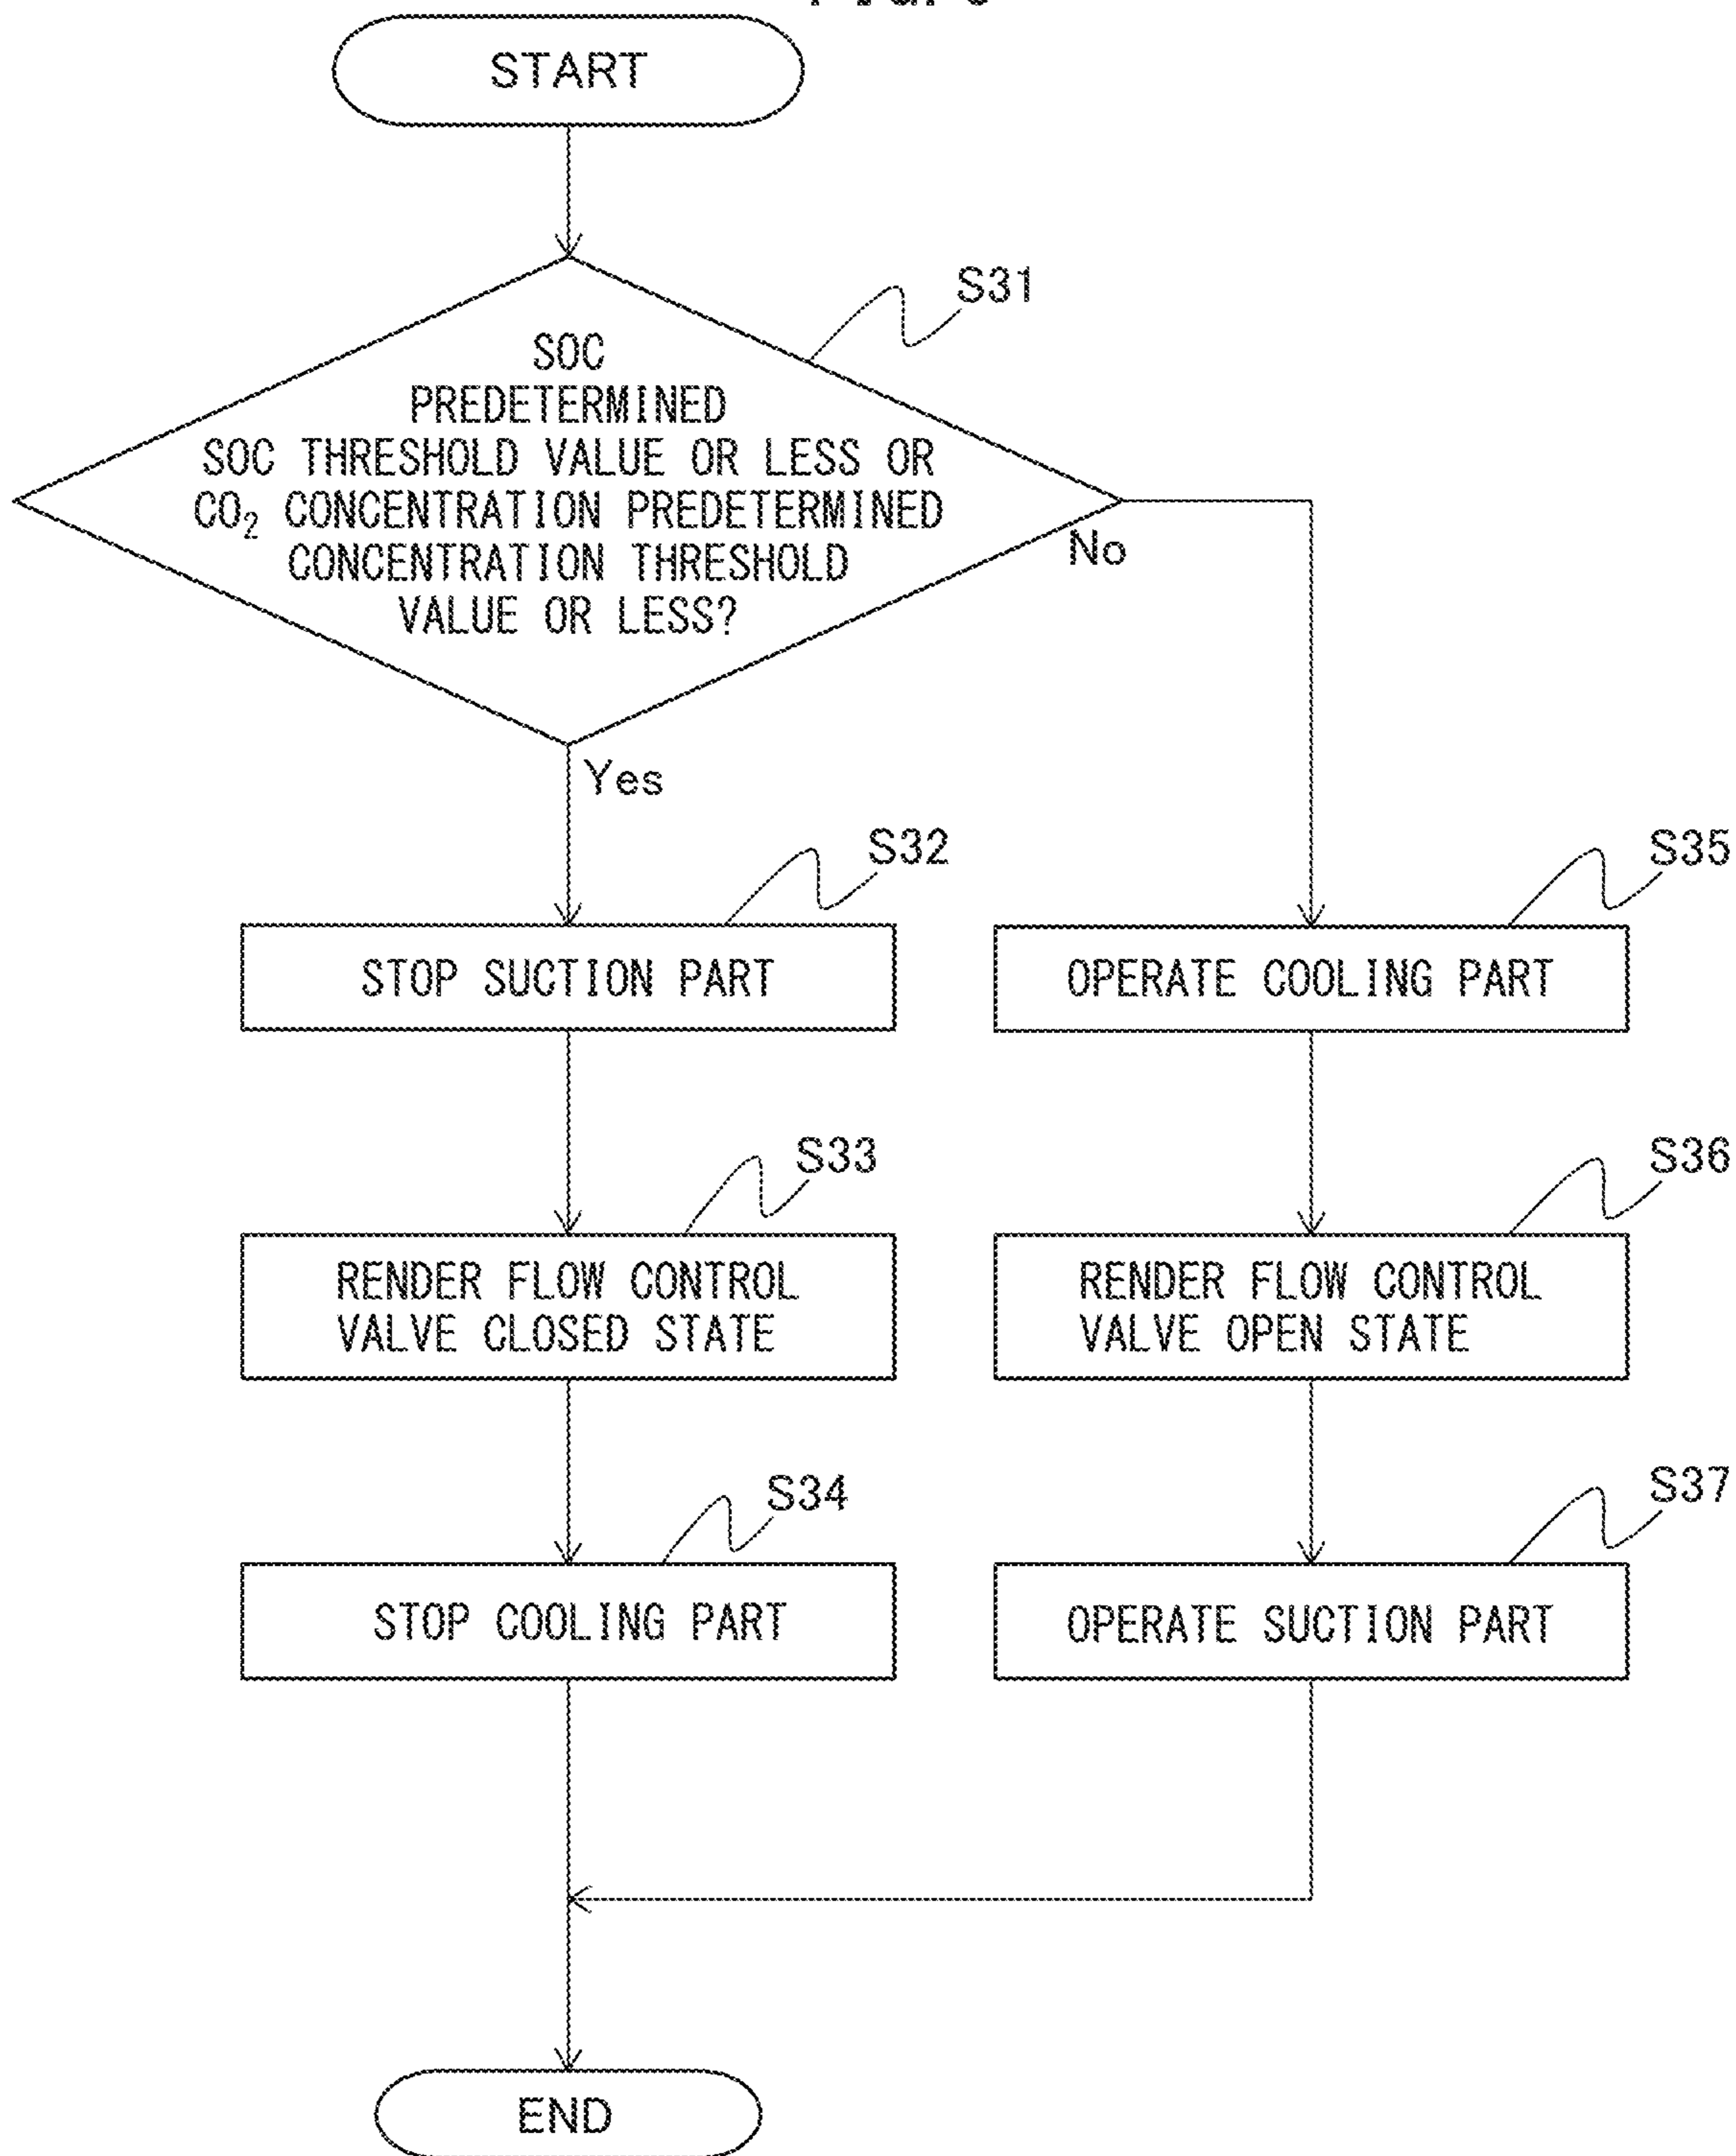 START
S31
SOC
PREDETERMINED
SOC THRESHOLD VALUE OR LESS OR
CO₂ CONCENTRATION PREDETERMINED
CONCENTRATION THRESHOLD
VALUE OR LESS?
No
Yes
S32
STOP SUCTION PART
S33
RENDER FLOW CONTROL
VALVE CLOSED STATE
S34
STOP COOLING PART
S35
OPERATE COOLING PART
S36
RENDER FLOW CONTROL
VALVE OPEN STATE
S37
OPERATE SUCTION PART
END